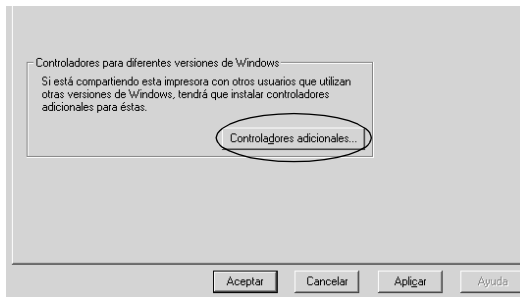 Controladores para diferentes versiones de Windows
Si está compartiendo esta impresora con otros usuarios que utilizan
otras versiones de Windows, tendrá que instalar controladores
adicionales para éstas.
Controladores adicionales...
Aceptar Cancelar Aplicar Ayuda